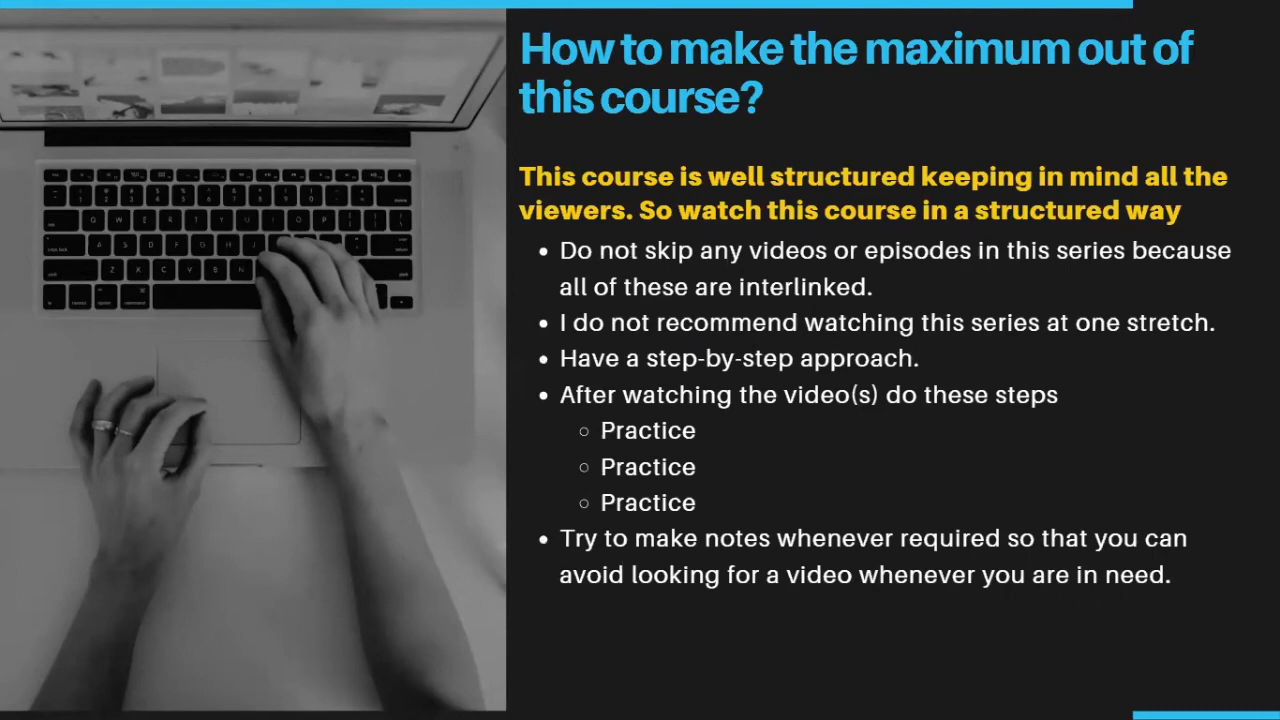 How to make the maximum out of
this course?
This course is well structured keeping in mind all the
viewers. So watch this course in a structured way
Do not skip any videos or episodes in this series because
all of these are interlinked.
I do not recommend watching this series at one stretch.
Have a step-by-step approach.
After watching the video(s) do these steps
Practice
Practice
Practice
Try to make notes whenever required so that you can
avoid looking for a video whenever you are in need.